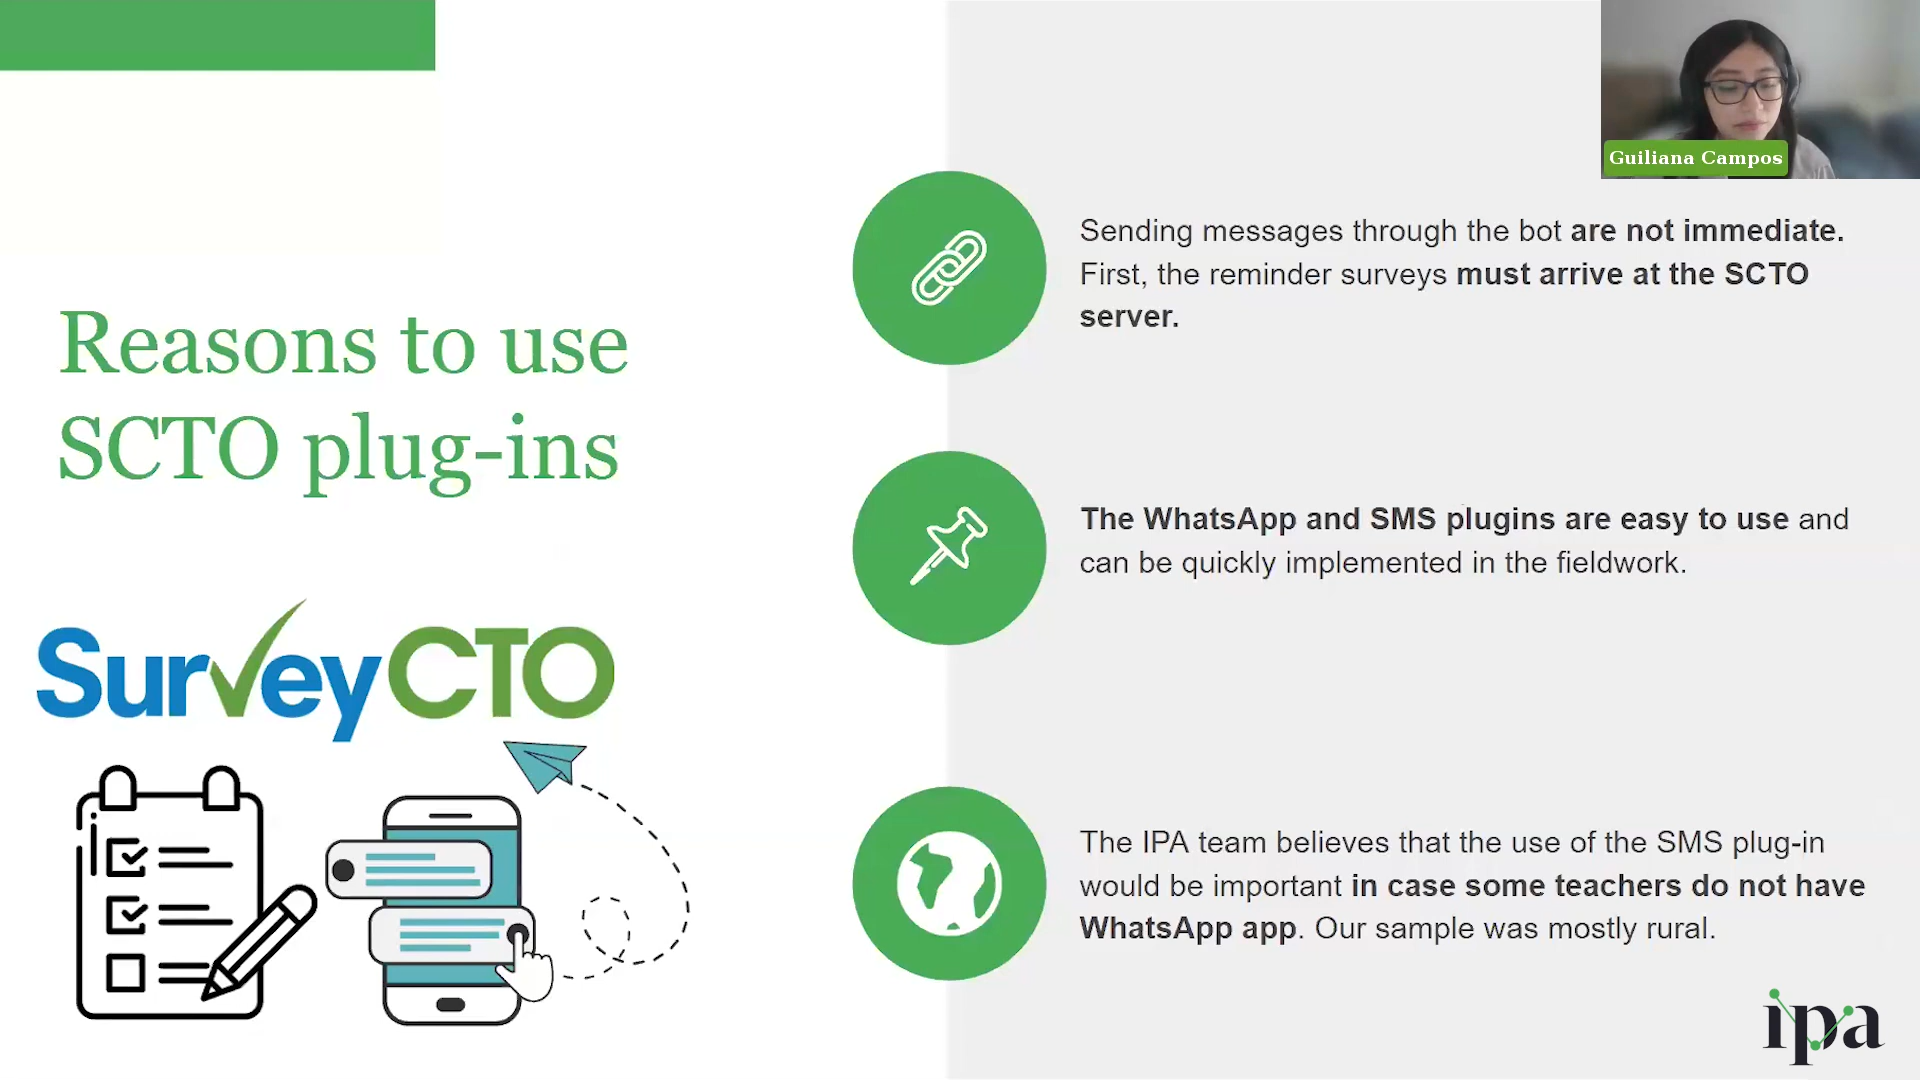 Guiliana Campos
Reasons to use
SCTO plug-ins
SurveyCTO
Sending messages through the bot are not immediate.
First, the reminder surveys must arrive at the SCTO
server.
The WhatsApp and SMS plugins are easy to use and
can be quickly implemented in the fieldwork.
The IPA team believes that the use of the SMS plug-in
would be important in case some teachers do not have
WhatsApp app. Our sample was mostly rural.
ipa